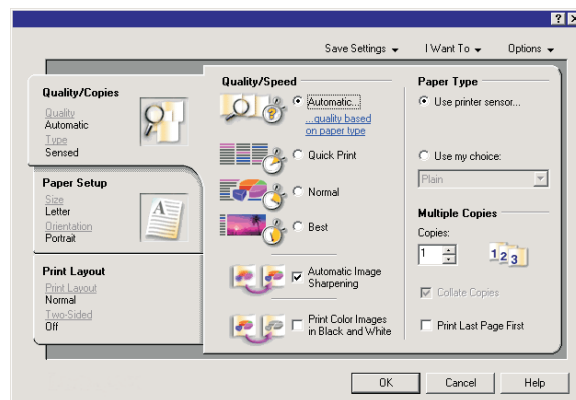 Save Settings
I Want To
Options
Quality/Copies
Quality
Automatic
Type
Sensed
Paper Setup
Size
Letter
Orientation
Portrait
Print Layout
Print Layout
Normal
Two-Sided
Off
Quality/Speed
Automatic...
...quality based
on paper type
Quick Print
Normal
Best
Automatic Image
Sharpening
Print Color Images
in Black and White
Paper Type
Use printer sensor...
Use my choice:
Plain
Multiple Copies
Copies:
1
1 2 3
Collate Copies
Print Last Page First
OK
Cancel
Help